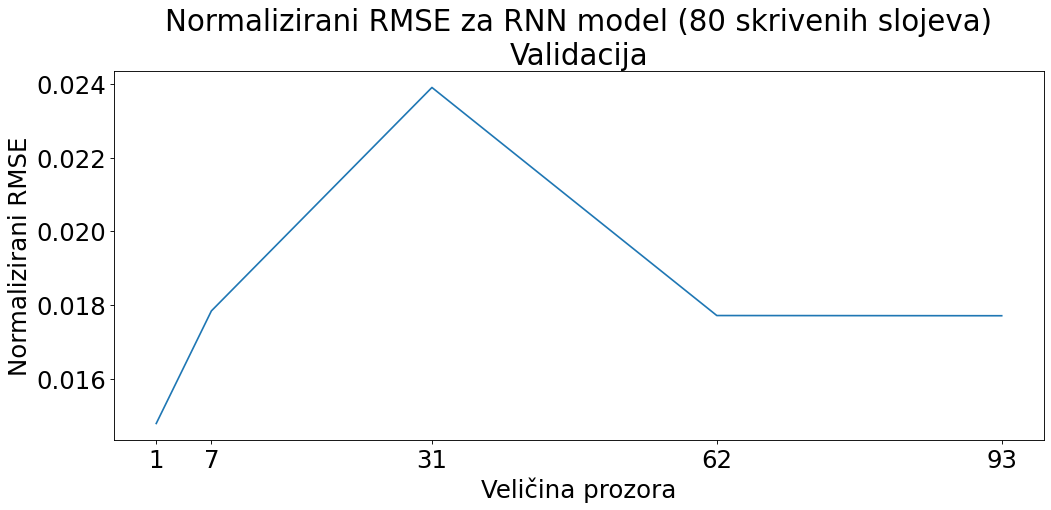 Normalizirani RMSE za RNN model (80 skrivenih slojeva)
Validacija
Normalizirani RMSE
0.024
0.022
0.020
0.018
0.016
1 7 31 62 93
Veličina prozora